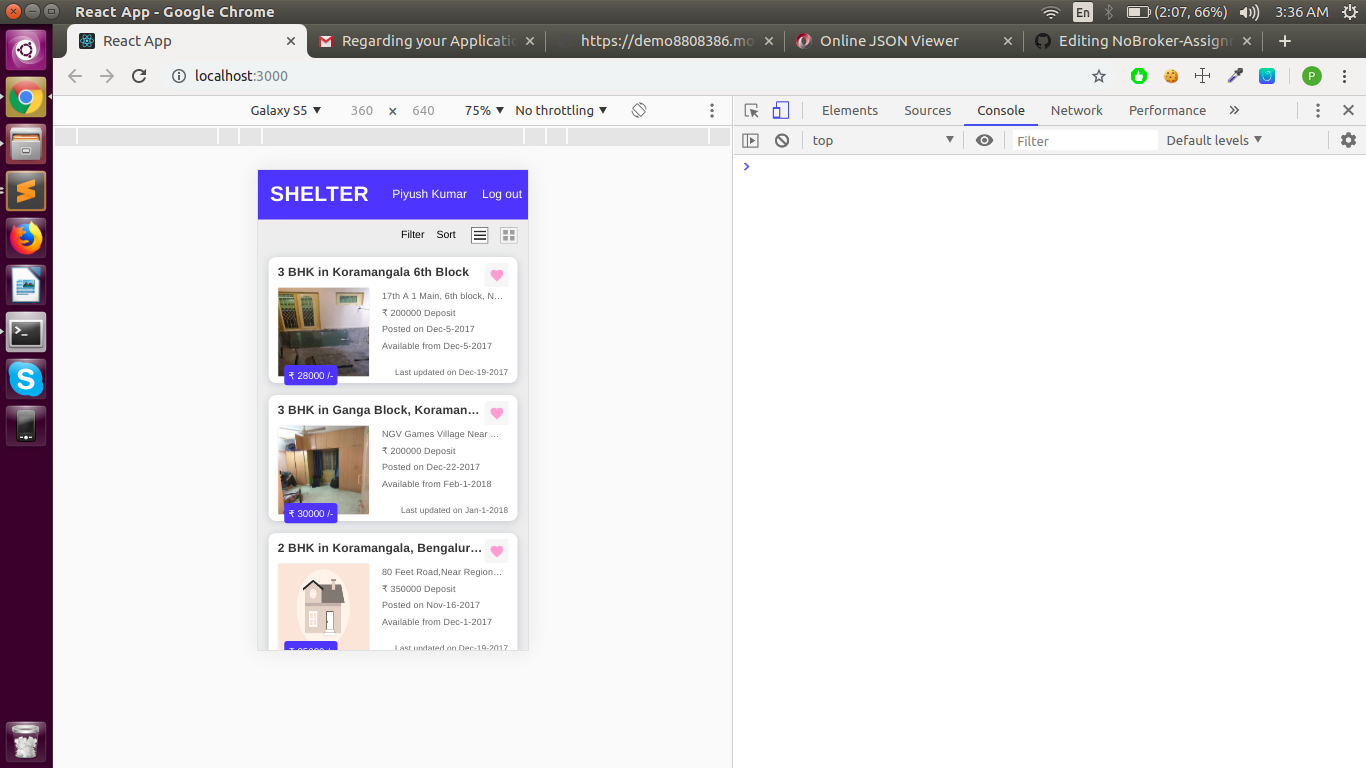 React App - Google Chrome
En
(2:07, 66%)
3:36 AM
React App
Regarding your Applicati
https://demo8808386.mo
Online JSON Viewer
Editing NoBroker-Assign
localhost:3000
P
Galaxy S5 ▼ 360 × 640 75% ▼ No throttling ▼
Elements Sources Console Network Performance »
top ▼ Filter Default levels ▼
SHELTER Piyush Kumar Log out
Filter Sort
3 BHK in Koramangala 6th Block
17th A 1 Main, 6th block, N...
₹ 200000 Deposit
Posted on Dec-5-2017
Available from Dec-5-2017
Last updated on Dec-19-2017
₹ 28000 /-
3 BHK in Ganga Block, Koraman...
NGV Games Village Near ...
₹ 200000 Deposit
Posted on Dec-22-2017
Available from Feb-1-2018
Last updated on Jan-1-2018
₹ 30000 /-
2 BHK in Koramangala, Bengalur...
80 Feet Road,Near Region...
₹ 350000 Deposit
Posted on Nov-16-2017
Available from Dec-1-2017
Last updated on Dec-19-2017